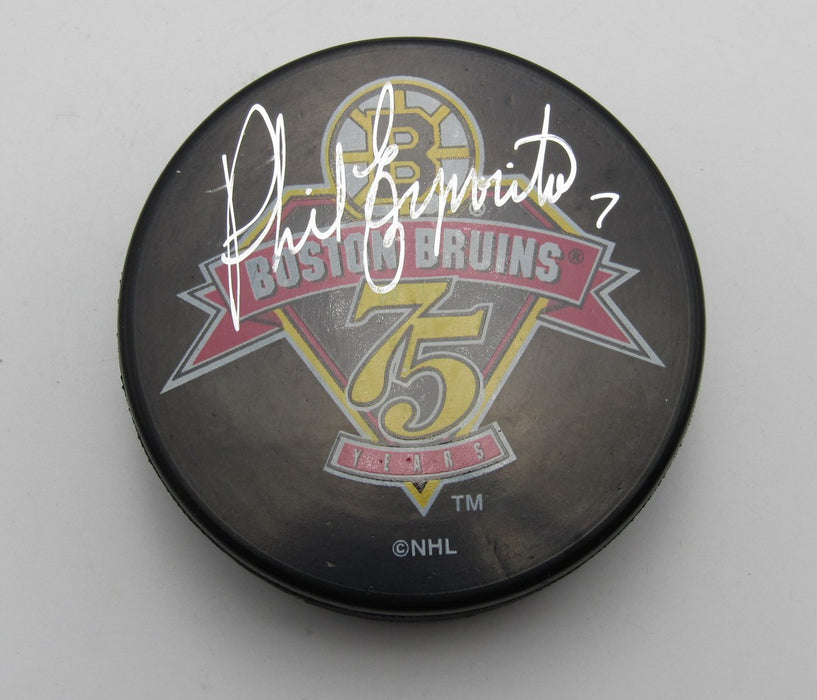 B
Phil Esposito 7
BOSTON BRUINS®
75
YEARS
TM
©NHL